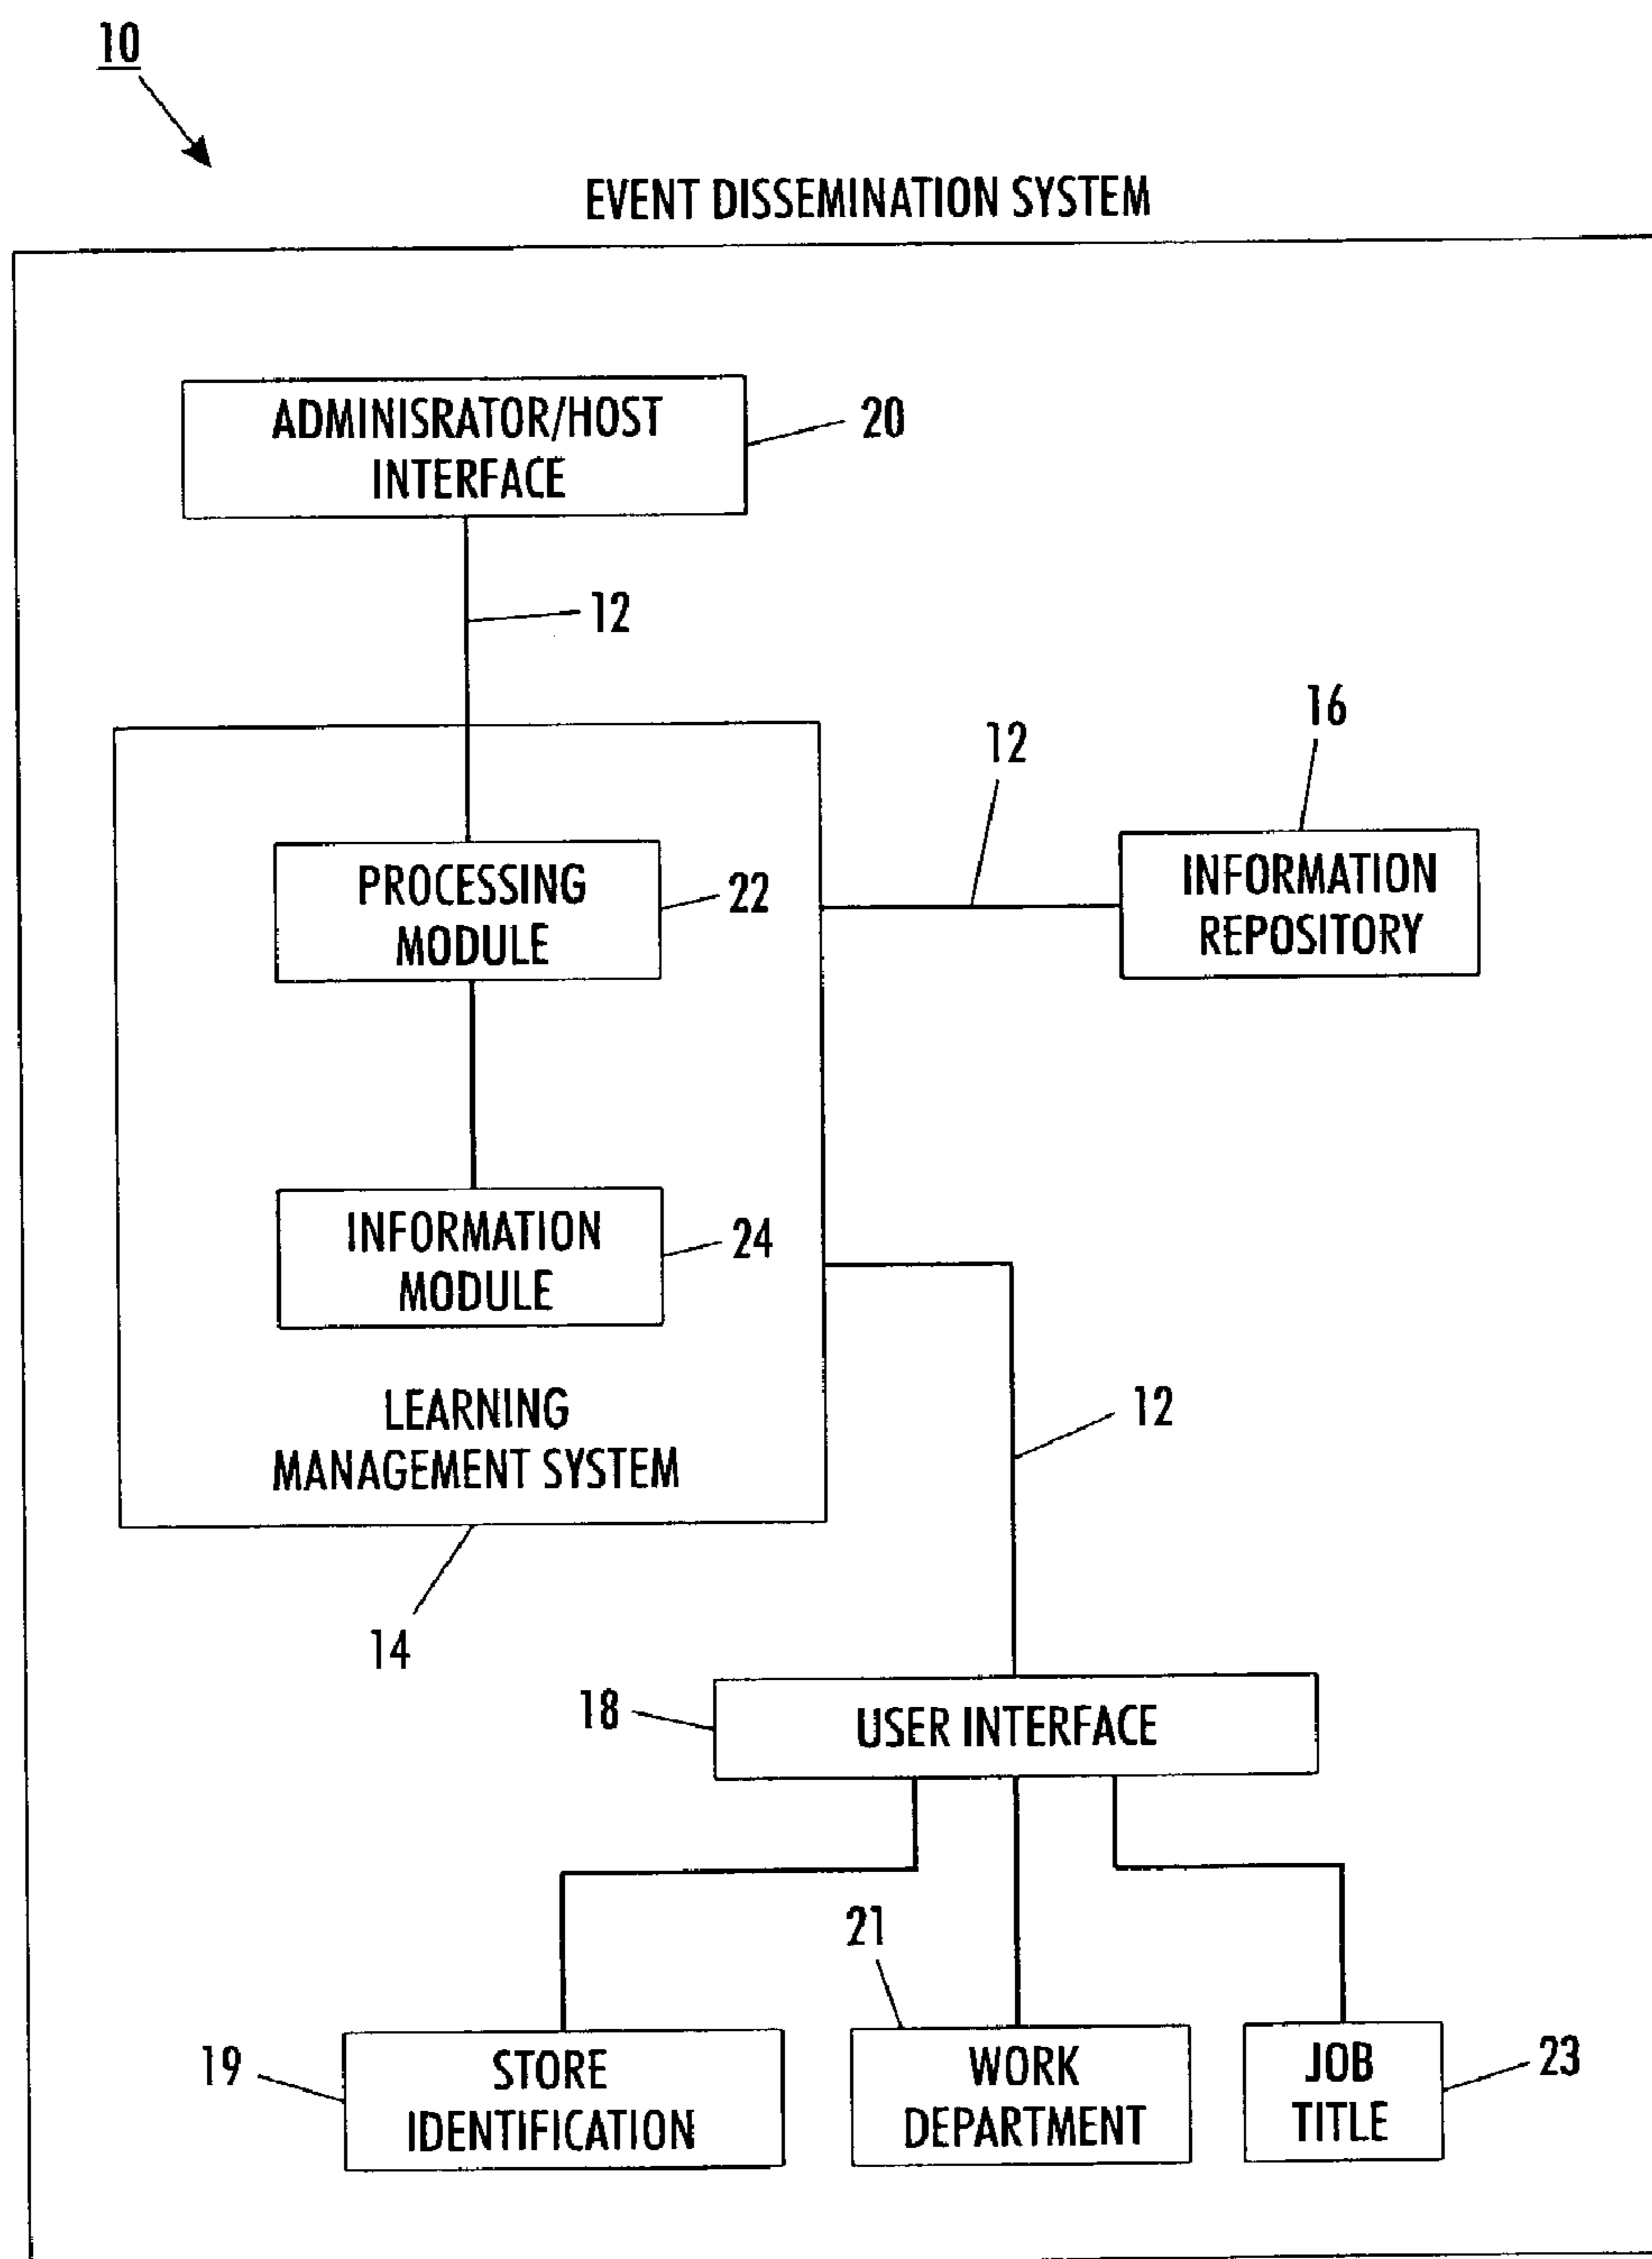 10
EVENT DISSEMINATION SYSTEM
ADMINISRATOR/HOST
INTERFACE
20
12
16
12
PROCESSING
MODULE
22
INFORMATION
REPOSITORY
INFORMATION
MODULE
24
LEARNING
MANAGEMENT SYSTEM
12
14
18
USER INTERFACE
21
19
STORE
IDENTIFICATION
WORK
DEPARTMENT
JOB
TITLE
23